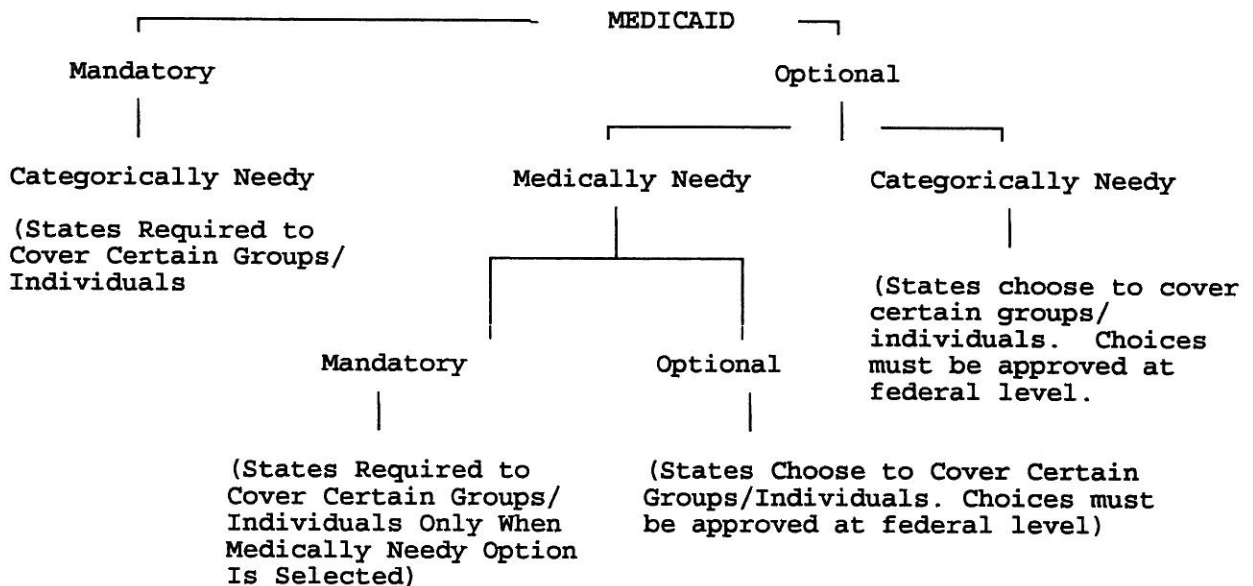 MEDICAID
Mandatory
Optional
Categorically Needy
Medically Needy
Categorically Needy
(States Required to
Cover Certain Groups/
Individuals
(States choose to cover
certain groups/
individuals. Choices
must be approved at
federal level.
Mandatory
Optional
(States Required to
Cover Certain Groups/
Individuals Only When
Medically Needy Option
Is Selected)
(States Choose to Cover Certain
Groups/Individuals. Choices must
be approved at federal level)